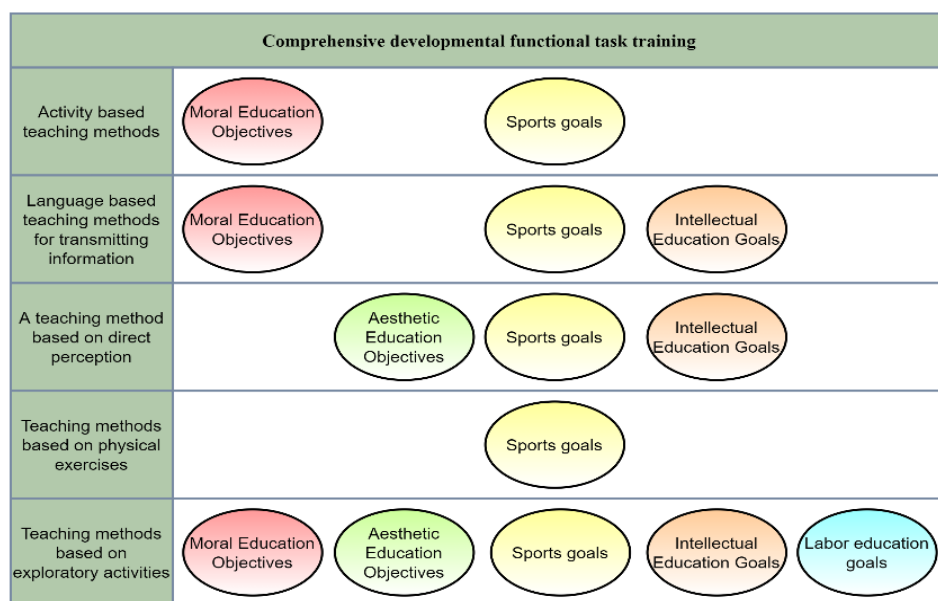 Comprehensive developmental functional task training
Activity based
teaching methods
Moral Education
Objectives
Sports goals
Language based
teaching methods
for transmitting
information
Moral Education
Objectives
Sports goals
Intellectual
Education Goals
A teaching method
based on direct
perception
Aesthetic
Education
Objectives
Sports goals
Intellectual
Education Goals
Teaching methods
based on physical
exercises
Sports goals
Teaching methods
based on
exploratory activities
Moral Education
Objectives
Aesthetic
Education
Objectives
Sports goals
Intellectual
Education Goals
Labor education
goals